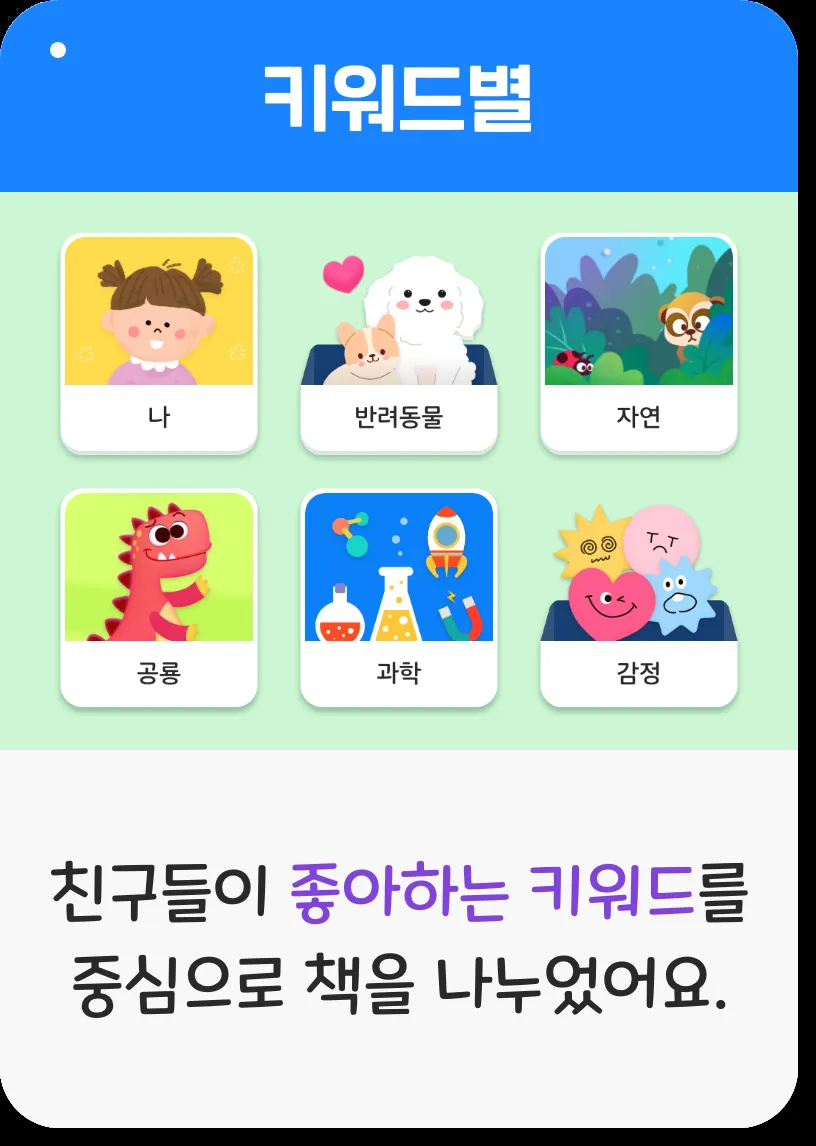 키워드별
나
반려동물
자연
공룡
과학
감정
친구들이 좋아하는 키워드를
중심으로 책을 나누었어요.